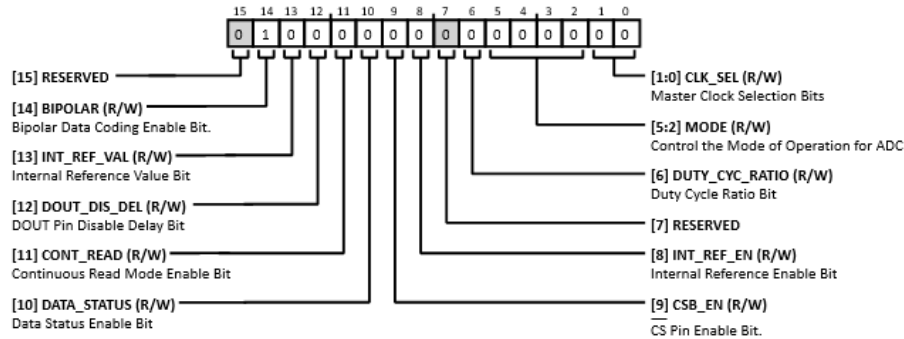 15 14 13 12 11 10 9 8 7 6 5 4 3 2 1 0
0 1 0 0 0 0 0 0 0 0 0 0 0 0 0 0
[15] RESERVED
[14] BIPOLAR (R/W)
Bipolar Data Coding Enable Bit.
[13] INT_REF_VAL (R/W)
Internal Reference Value Bit
[12] DOUT_DIS_DEL (R/W)
DOUT Pin Disable Delay Bit
[11] CONT_READ (R/W)
Continuous Read Mode Enable Bit
[10] DATA_STATUS (R/W)
Data Status Enable Bit
[1:0] CLK_SEL (R/W)
Master Clock Selection Bits
[5:2] MODE (R/W)
Control the Mode of Operation for ADC
[6] DUTY_CYC_RATIO (R/W)
Duty Cycle Ratio Bit
[7] RESERVED
[8] INT_REF_EN (R/W)
Internal Reference Enable Bit
[9] CSB_EN (R/W)
C̅S̅ Pin Enable Bit.